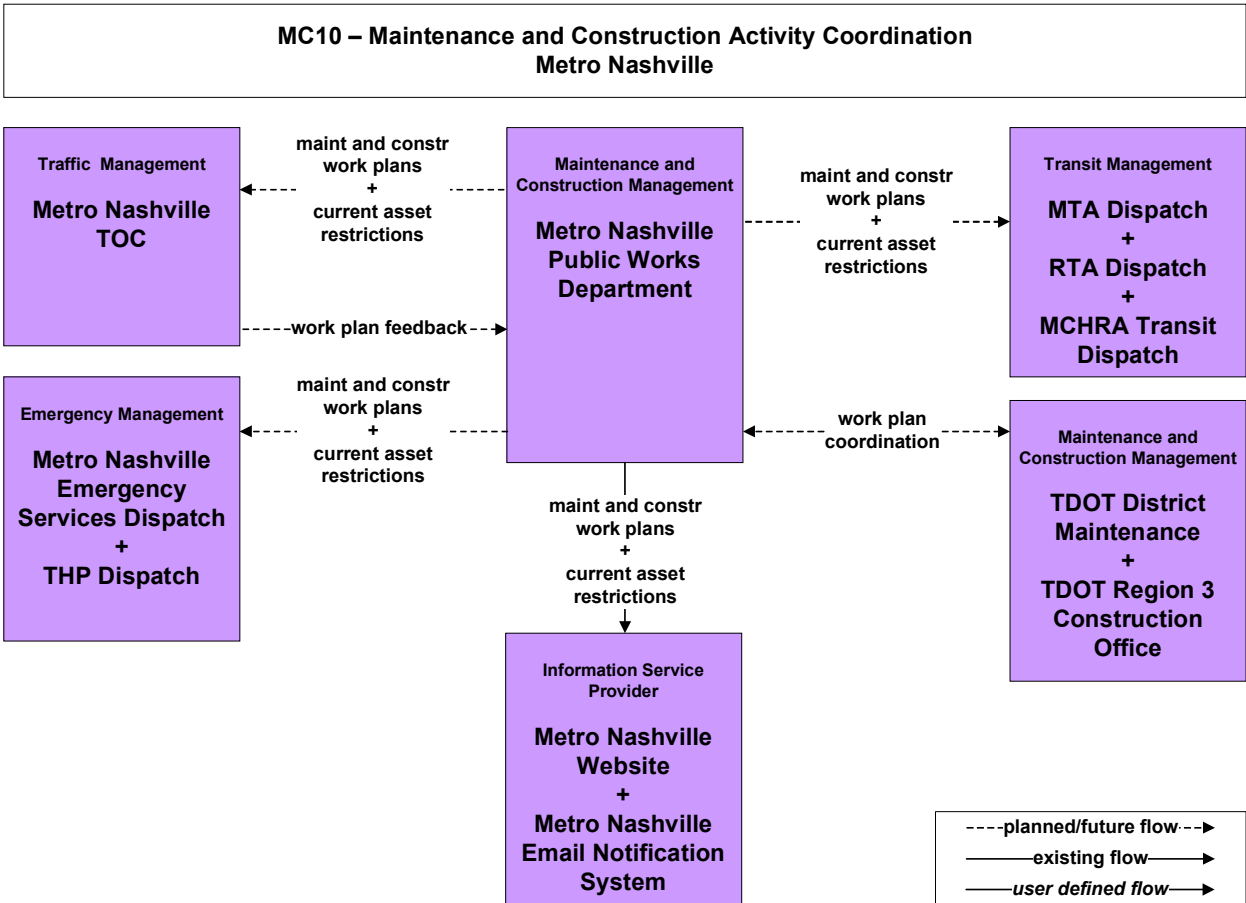 MC10 – Maintenance and Construction Activity Coordination
Metro Nashville
Traffic Management
Metro Nashville
TOC
maint and constr
work plans
+
current asset
restrictions
work plan feedback
Maintenance and
Construction Management
Metro Nashville
Public Works
Department
maint and constr
work plans
+
current asset
restrictions
Transit Management
MTA Dispatch
+
RTA Dispatch
+
MCHRA Transit
Dispatch
Emergency Management
Metro Nashville
Emergency
Services Dispatch
+
THP Dispatch
maint and constr
work plans
+
current asset
restrictions
work plan
coordination
Maintenance and
Construction Management
TDOT District
Maintenance
+
TDOT Region 3
Construction
Office
maint and constr
work plans
+
current asset
restrictions
Information Service
Provider
Metro Nashville
Website
+
Metro Nashville
Email Notification
System
planned/future flow
existing flow
user defined flow